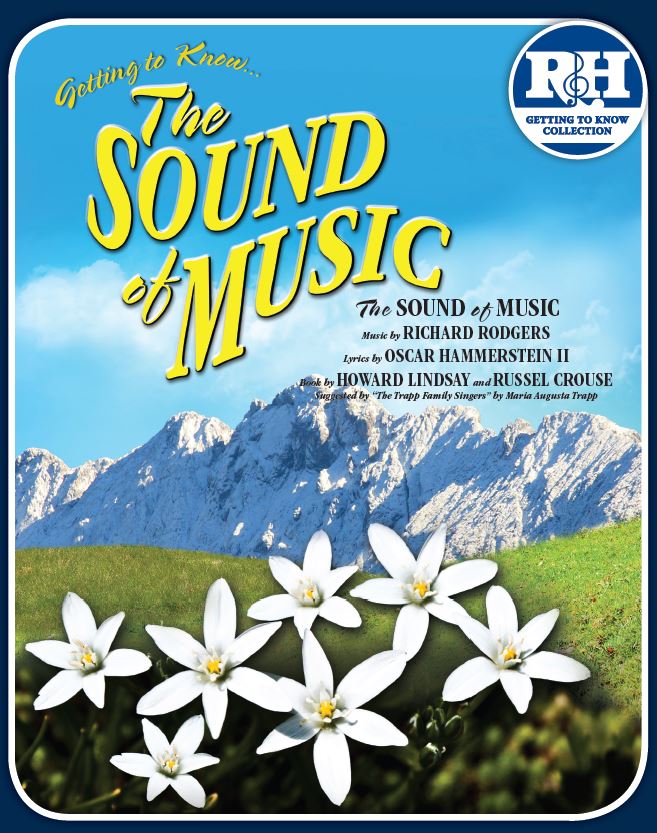 Getting to Know...
The
SOUND
of MUSIC
R&H
GETTING TO KNOW
COLLECTION
The SOUND of MUSIC
Music by RICHARD RODGERS
Lyrics by OSCAR HAMMERSTEIN II
Book by HOWARD LINDSAY and RUSSEL CROUSE
Suggested by "The Trapp Family Singers" by Maria Augusta Trapp